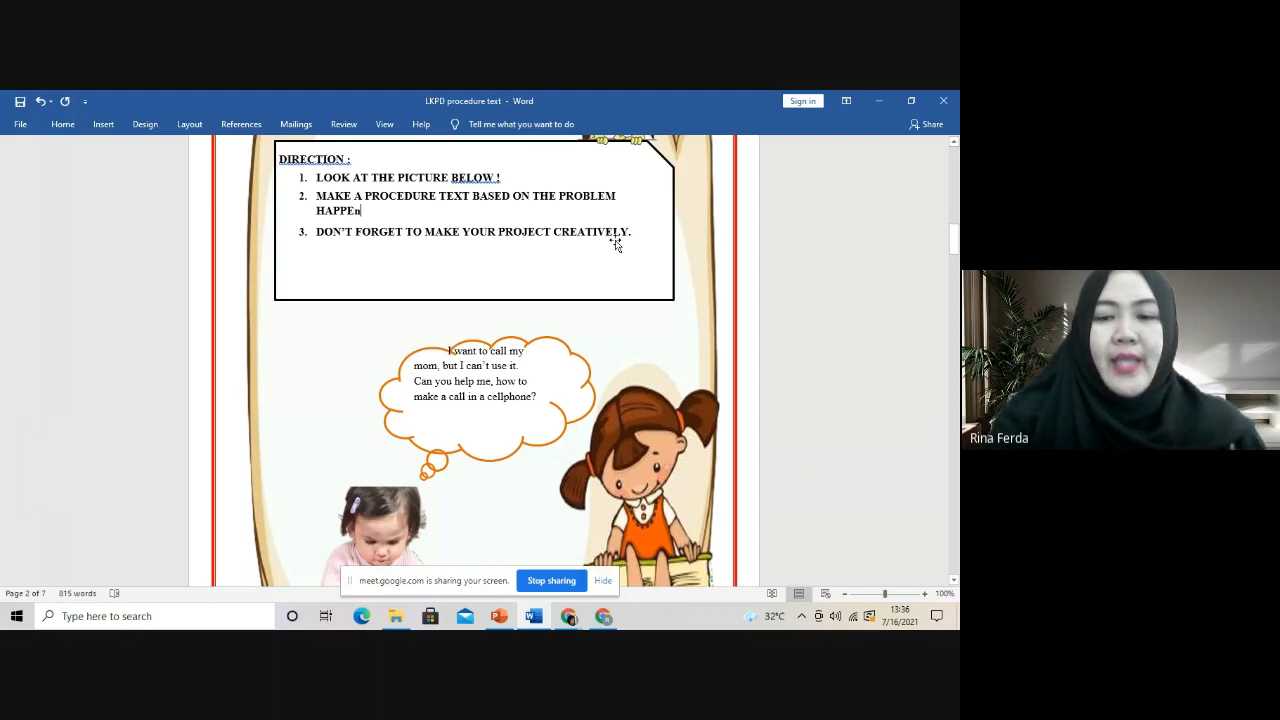 LKPD procedure text - Word
Sign in
File Home Insert Design Layout References Mailings Review View Help Tell me what you want to do Share
DIRECTION :
1. LOOK AT THE PICTURE BELOW !
2. MAKE A PROCEDURE TEXT BASED ON THE PROBLEM
HAPPEn
3. DON'T FORGET TO MAKE YOUR PROJECT CREATIVELY.
I want to call my
mom, but I can't use it.
Can you help me, how to
make a call in a cellphone?
Rina Ferda
meet.google.com is sharing your screen. Stop sharing Hide
Page 2 of 7 815 words 100%
Type here to search 32°C 13:36
7/16/2021